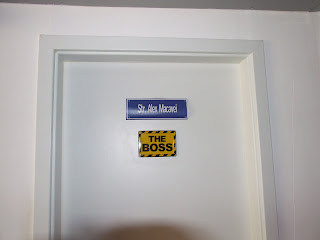 Str. Alex Macavei
THE
BOSS